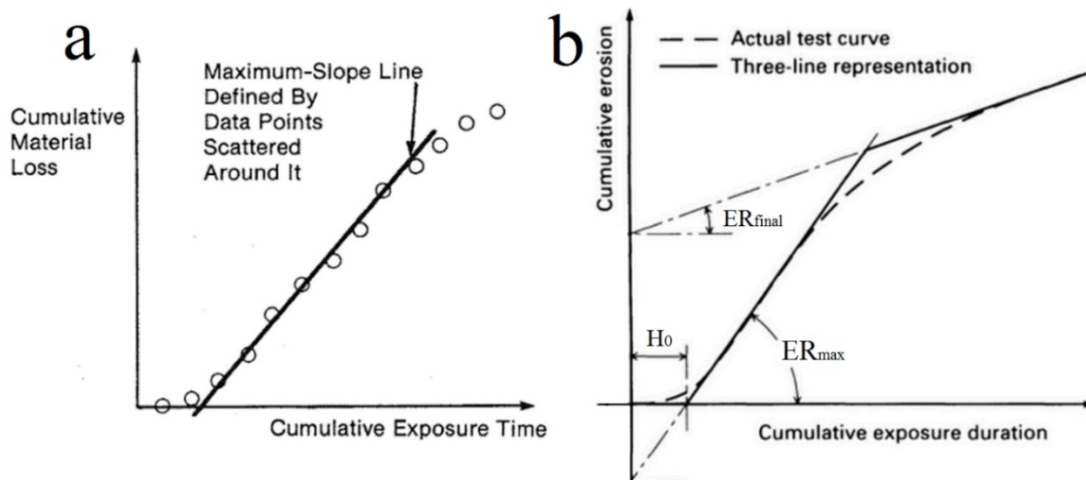 a
Cumulative
Material
Loss
Maximum-Slope Line
Defined By
Data Points
Scattered
Around It
Cumulative Exposure Time
b
Actual test curve
Three-line representation
Cumulative erosion
ERfinal
H0
ERmax
Cumulative exposure duration